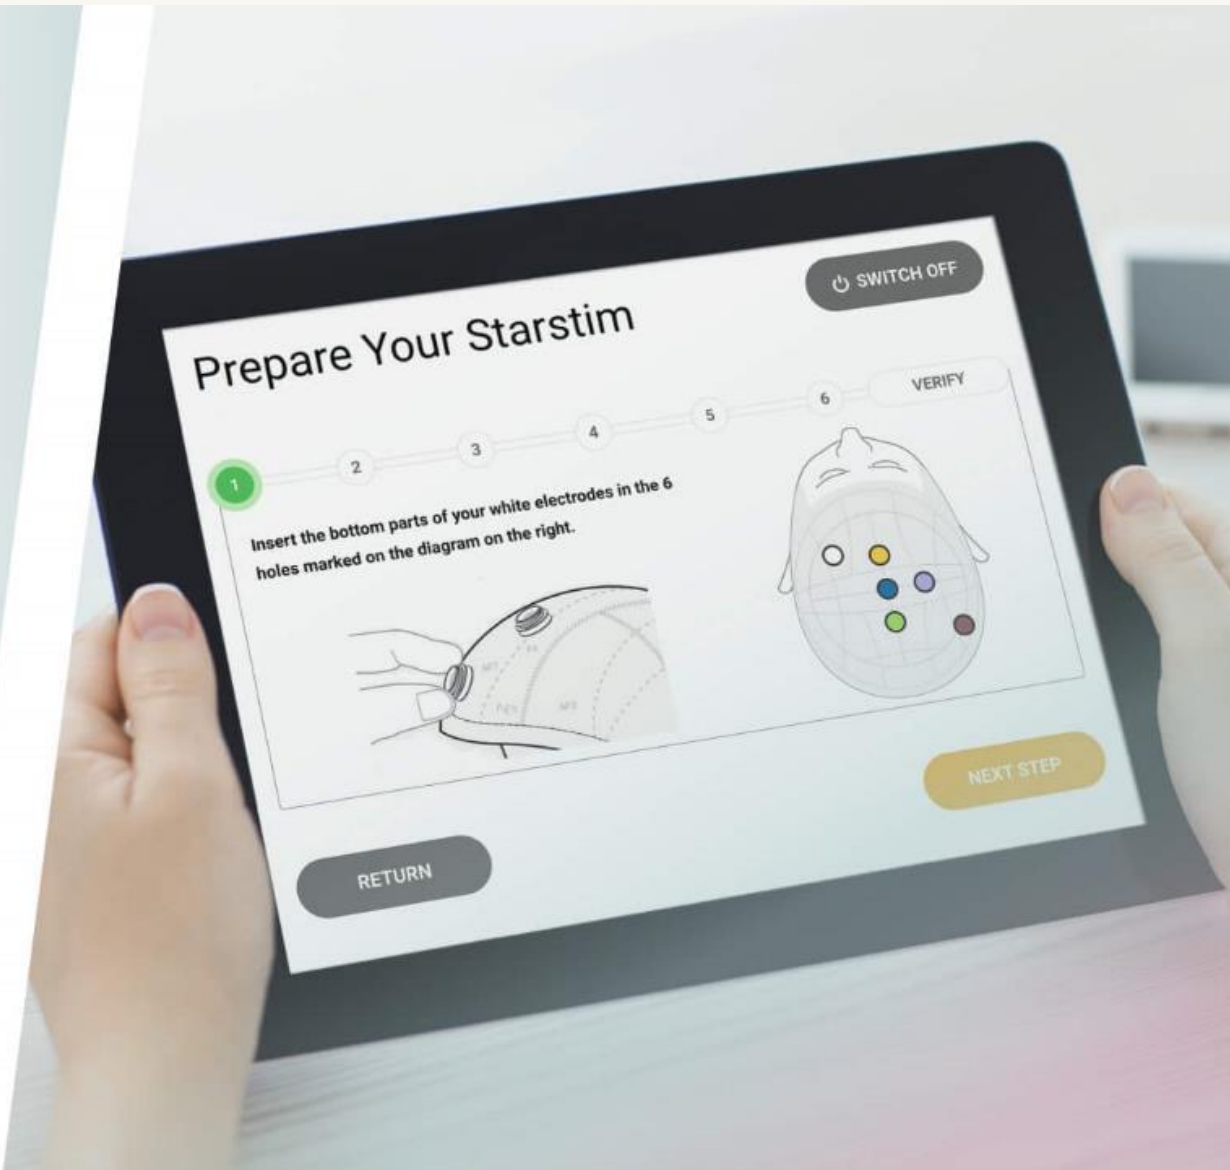 SWITCH OFF
Prepare Your Starstim
1
2
3
4
5
6
VERIFY
Insert the bottom parts of your white electrodes in the 6
holes marked on the diagram on the right.
NEXT STEP
RETURN